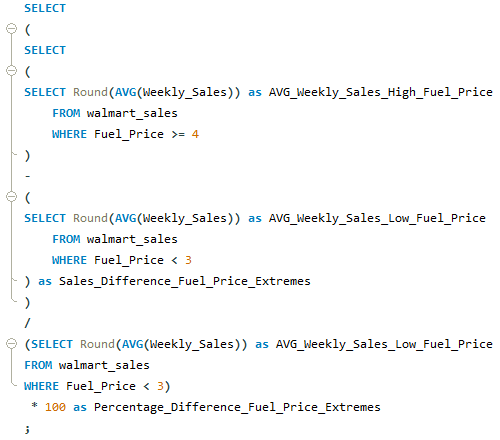 SELECT
(
SELECT
(
SELECT Round(AVG(Weekly_Sales)) as AVG_Weekly_Sales_High_Fuel_Price
FROM walmart_sales
WHERE Fuel_Price >= 4
)
-
(
SELECT Round(AVG(Weekly_Sales)) as AVG_Weekly_Sales_Low_Fuel_Price
FROM walmart_sales
WHERE Fuel_Price < 3
) as Sales_Difference_Fuel_Price_Extremes
)
/
(SELECT Round(AVG(Weekly_Sales)) as AVG_Weekly_Sales_Low_Fuel_Price
FROM walmart_sales
WHERE Fuel_Price < 3)
* 100 as Percentage_Difference_Fuel_Price_Extremes
;